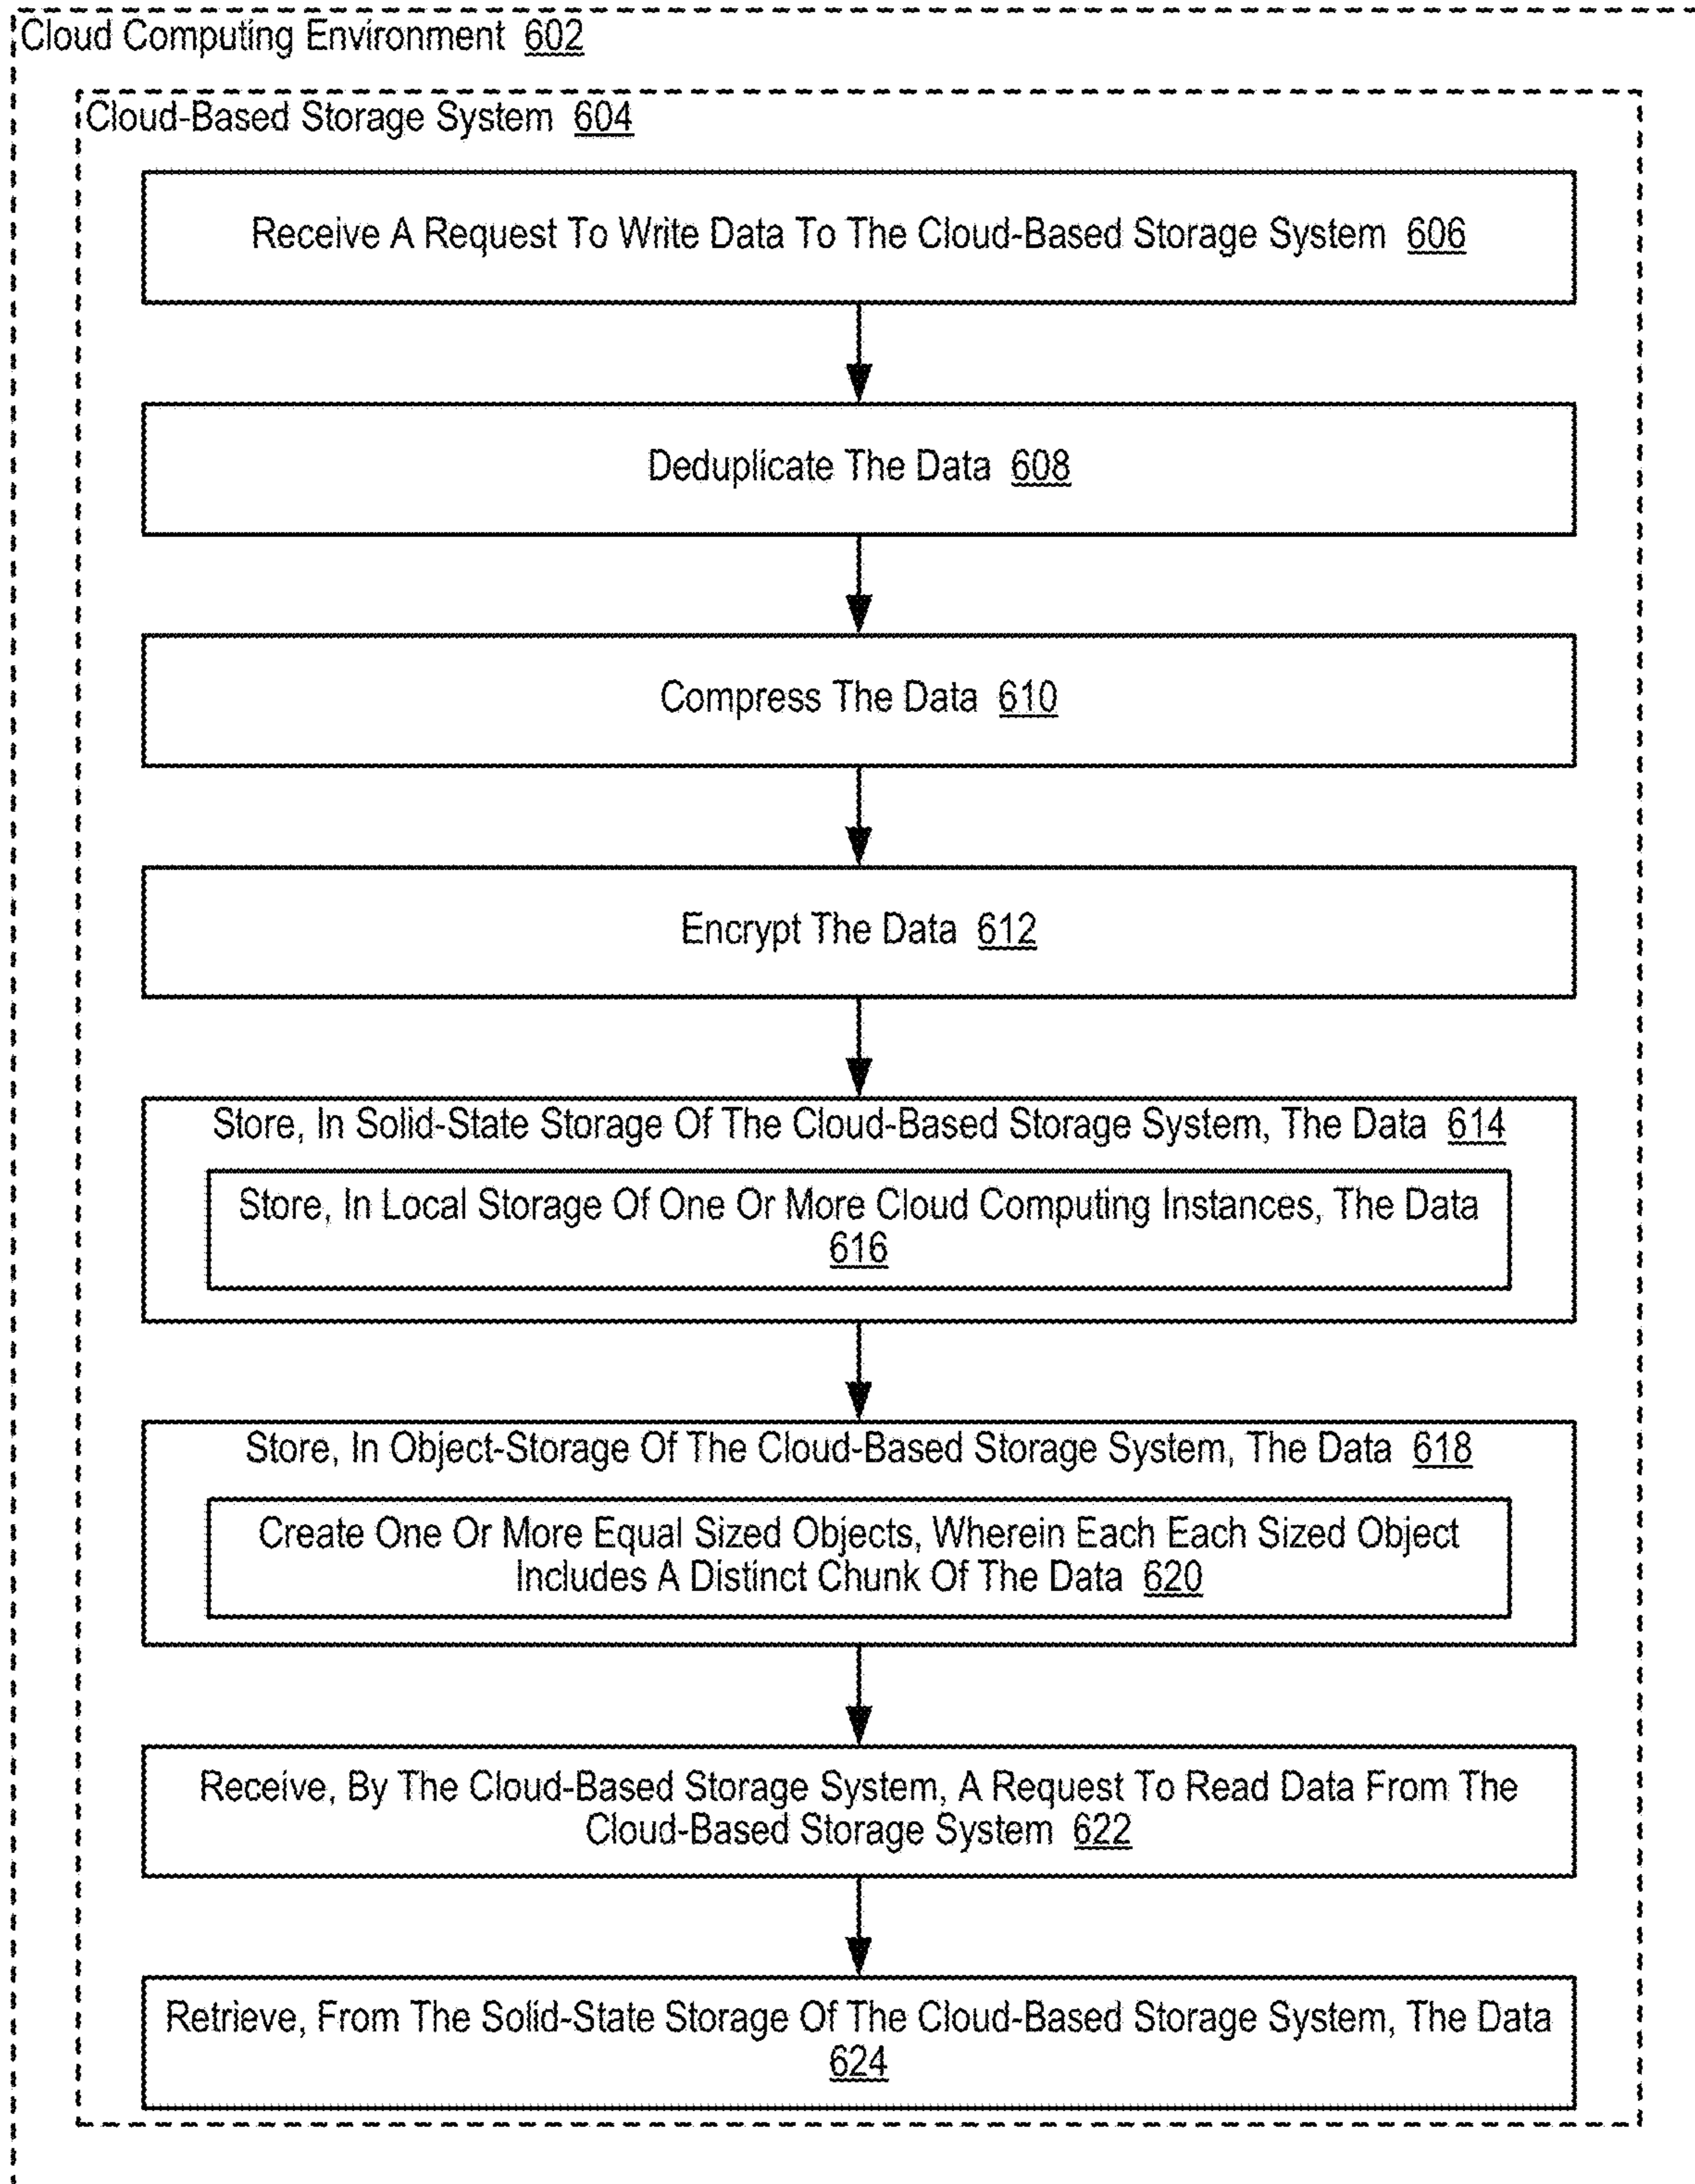 Cloud Computing Environment 602
Cloud-Based Storage System 604
Receive A Request To Write Data To The Cloud-Based Storage System 606
Deduplicate The Data 608
Compress The Data 610
Encrypt The Data 612
Store, In Solid-State Storage Of The Cloud-Based Storage System, The Data 614
Store, In Local Storage Of One Or More Cloud Computing Instances, The Data
616
Store, In Object-Storage Of The Cloud-Based Storage System, The Data 618
Create One Or More Equal Sized Objects, Wherein Each Each Sized Object
Includes A Distinct Chunk Of The Data 620
Receive, By The Cloud-Based Storage System, A Request To Read Data From The
Cloud-Based Storage System 622
Retrieve, From The Solid-State Storage Of The Cloud-Based Storage System, The Data
624